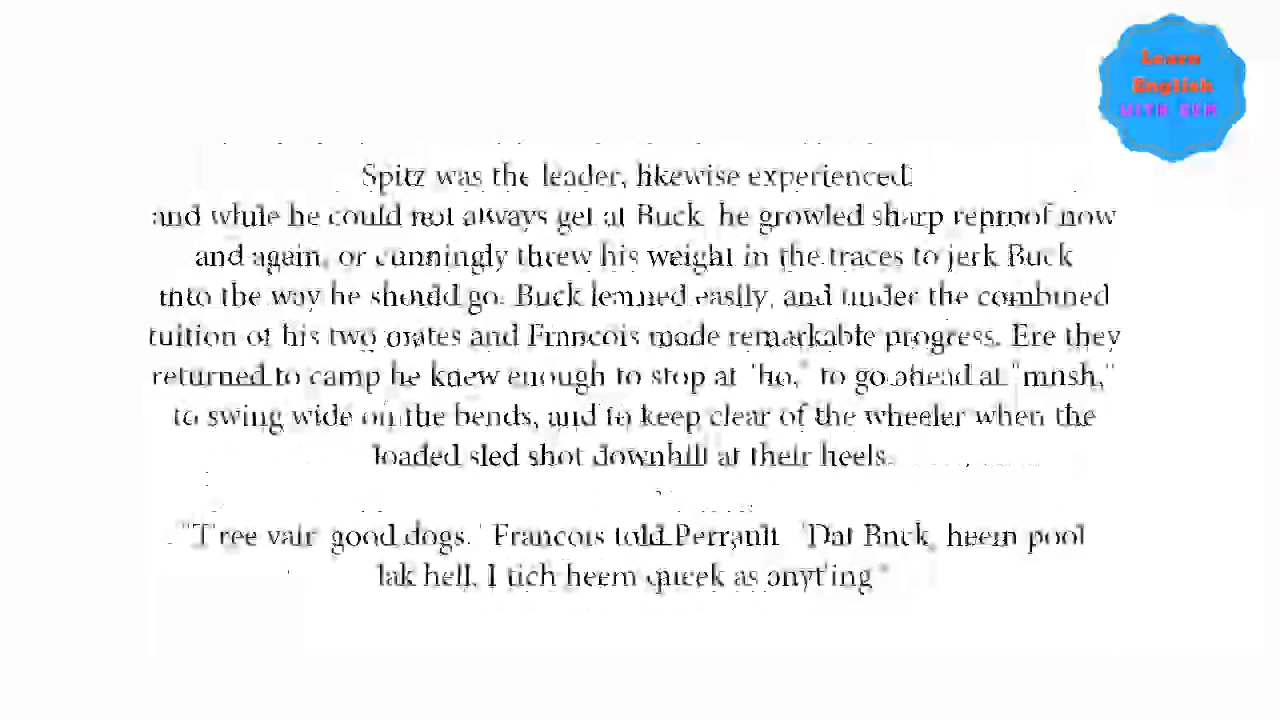 Learn
English
WITH GEM
Spitz was the leader, likewise experienced,
and while he could not always get at Buck, he growled sharp reproof now
and again, or cunningly threw his weight in the traces to jerk Buck
into the way he should go. Buck learned easily, and under the combined
tuition of his two mates and Francois made remarkable progress. Ere they
returned to camp he knew enough to stop at "ho," to go ahead at "mush,"
to swing wide on the bends, and to keep clear of the wheeler when the
loaded sled shot downhill at their heels.
"T'ree vair' good dogs," Francois told Perrault. "Dat Buck, heem pool
lak hell. I tich heem queek as anyt'ing."